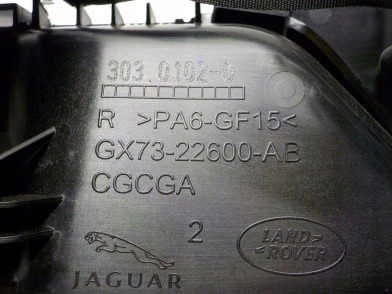 303.0102-0
R >PA6-GF15<
GX73-22600-AB
CGCGA
2
JAGUAR
LAND
ROVER